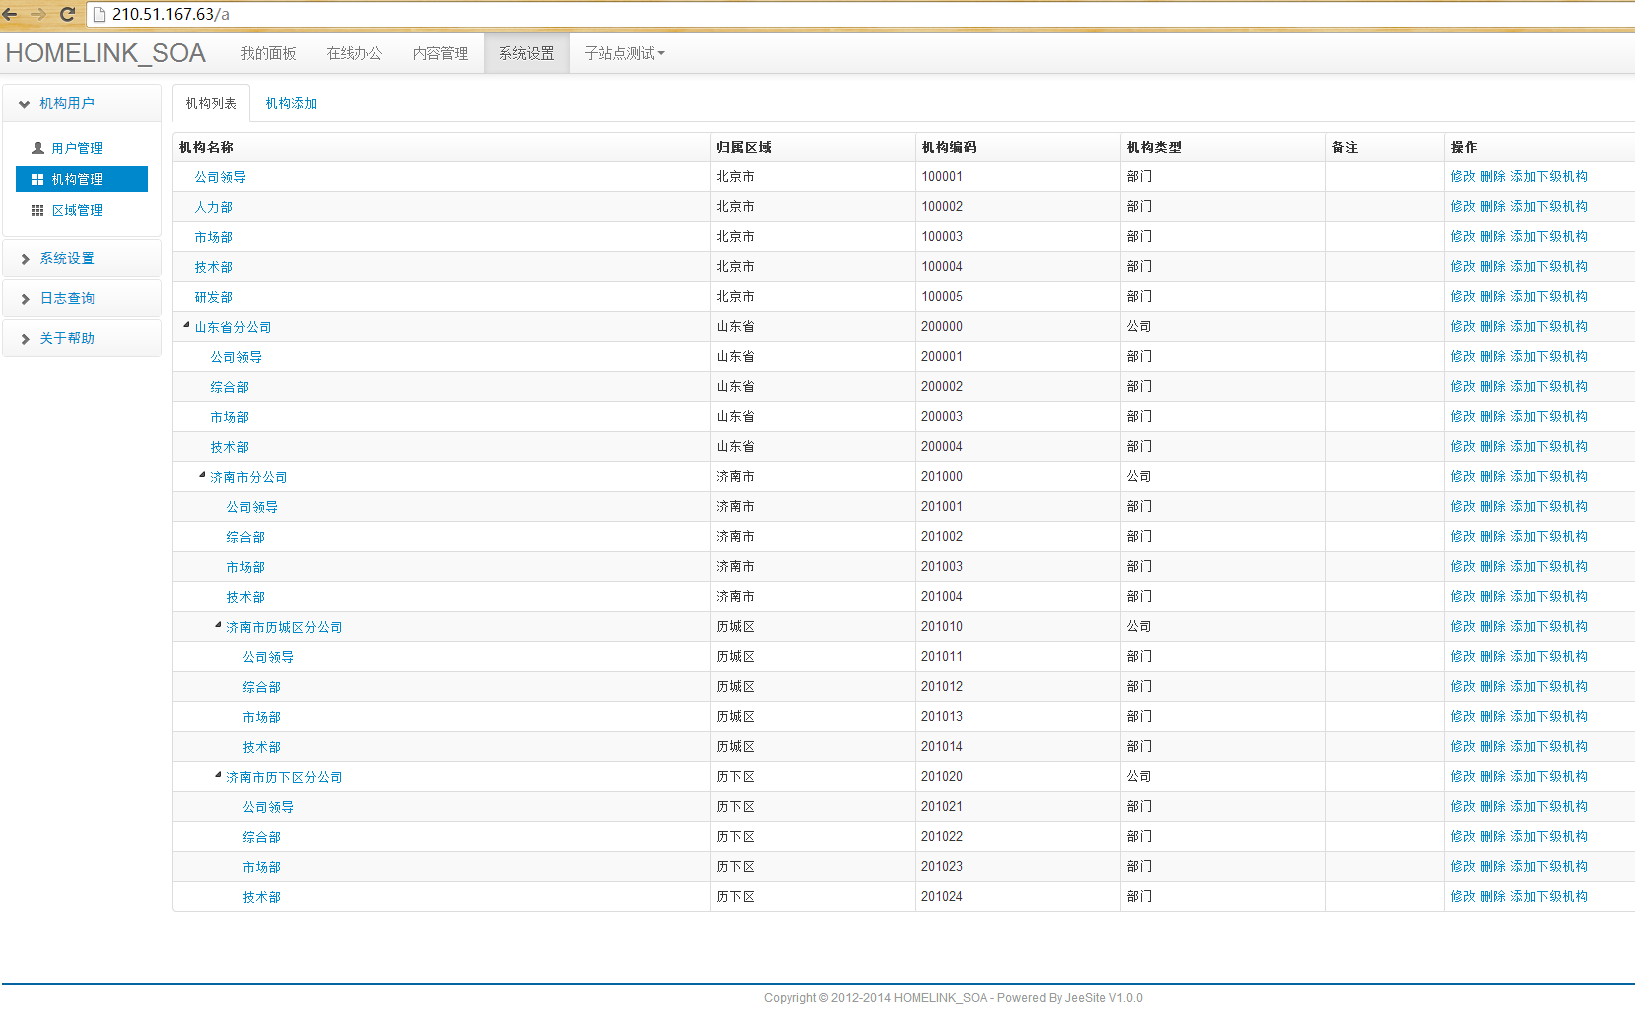 210.51.167.63/a
HOMELINK_SOA 我的面板 在线办公 内容管理 系统设置 子站点测试
机构用户
用户管理
机构管理
区域管理
系统设置
日志查询
关于帮助
机构列表 机构添加
机构名称 归属区域 机构编码 机构类型 备注 操作
公司领导 北京市 100001 部门 修改 删除 添加下级机构
人力部 北京市 100002 部门 修改 删除 添加下级机构
市场部 北京市 100003 部门 修改 删除 添加下级机构
技术部 北京市 100004 部门 修改 删除 添加下级机构
研发部 北京市 100005 部门 修改 删除 添加下级机构
山东省分公司 山东省 200000 公司 修改 删除 添加下级机构
公司领导 山东省 200001 部门 修改 删除 添加下级机构
综合部 山东省 200002 部门 修改 删除 添加下级机构
市场部 山东省 200003 部门 修改 删除 添加下级机构
技术部 山东省 200004 部门 修改 删除 添加下级机构
济南市分公司 济南市 201000 公司 修改 删除 添加下级机构
公司领导 济南市 201001 部门 修改 删除 添加下级机构
综合部 济南市 201002 部门 修改 删除 添加下级机构
市场部 济南市 201003 部门 修改 删除 添加下级机构
技术部 济南市 201004 部门 修改 删除 添加下级机构
济南市历城区分公司 历城区 201010 公司 修改 删除 添加下级机构
公司领导 历城区 201011 部门 修改 删除 添加下级机构
综合部 历城区 201012 部门 修改 删除 添加下级机构
市场部 历城区 201013 部门 修改 删除 添加下级机构
技术部 历城区 201014 部门 修改 删除 添加下级机构
济南市历下区分公司 历下区 201020 公司 修改 删除 添加下级机构
公司领导 历下区 201021 部门 修改 删除 添加下级机构
综合部 历下区 201022 部门 修改 删除 添加下级机构
市场部 历下区 201023 部门 修改 删除 添加下级机构
技术部 历下区 201024 部门 修改 删除 添加下级机构
Copyright © 2012-2014 HOMELINK_SOA - Powered By JeeSite V1.0.0